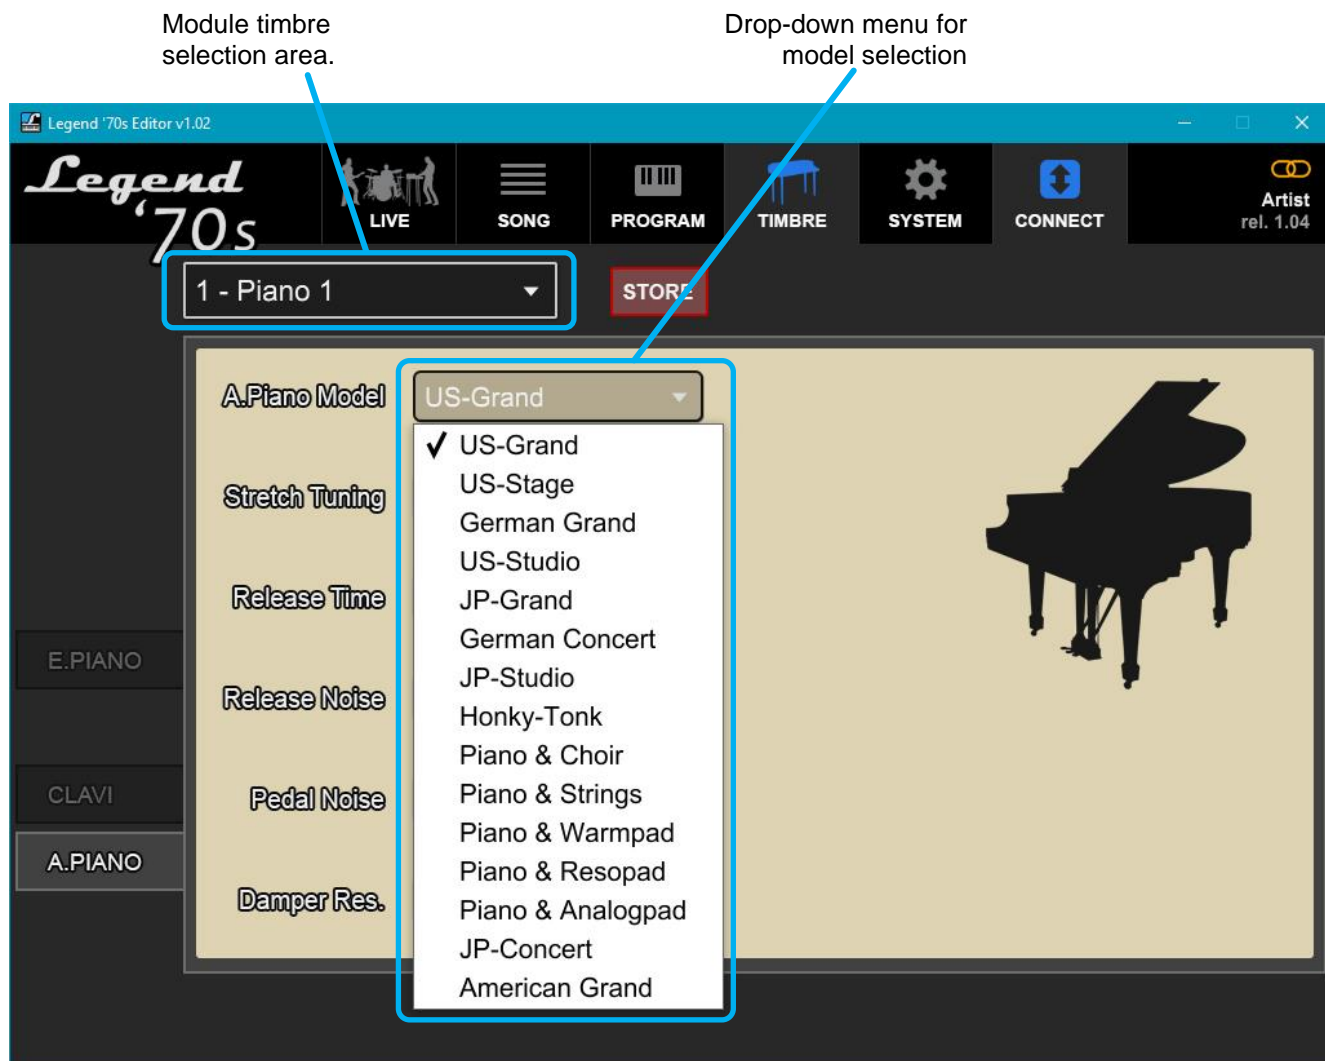 Module timbre
selection area.
Drop-down menu for
model selection
Legend '70s Editor v1.02
Legend
'70s
LIVE
SONG
PROGRAM
TIMBRE
SYSTEM
CONNECT
Artist
rel. 1.04
1 - Piano 1
STORE
A.Piano Model
US-Grand
US-Grand
US-Stage
Stretch Tuning
German Grand
US-Studio
Release Time
JP-Grand
German Concert
E.PIANO
JP-Studio
Release Noise
Honky-Tonk
Piano & Choir
CLAVI
Pedal Noise
Piano & Strings
Piano & Warmpad
A.PIANO
Piano & Resopad
Damper Res.
Piano & Analogpad
JP-Concert
American Grand